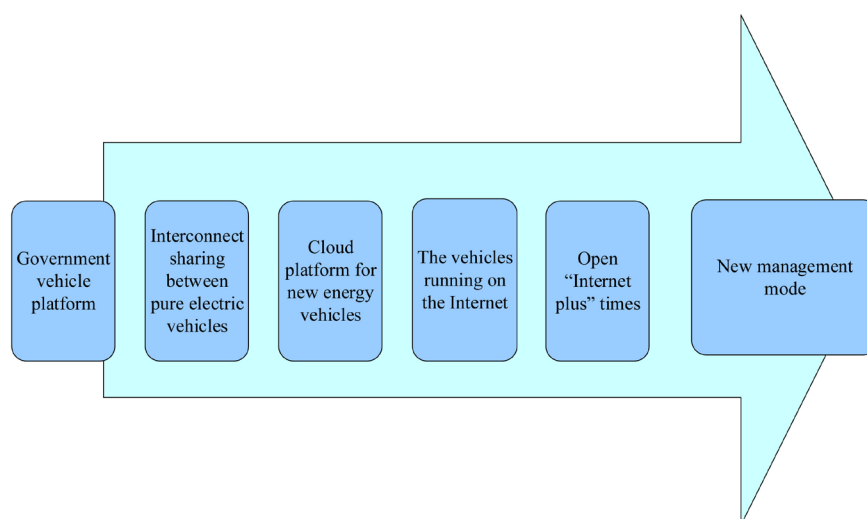 Government
vehicle
platform
Interconnect
sharing
between
pure electric
vehicles
Cloud
platform for
new energy
vehicles
The vehicles
running on
the Internet
Open
“Internet
plus” times
New management
mode